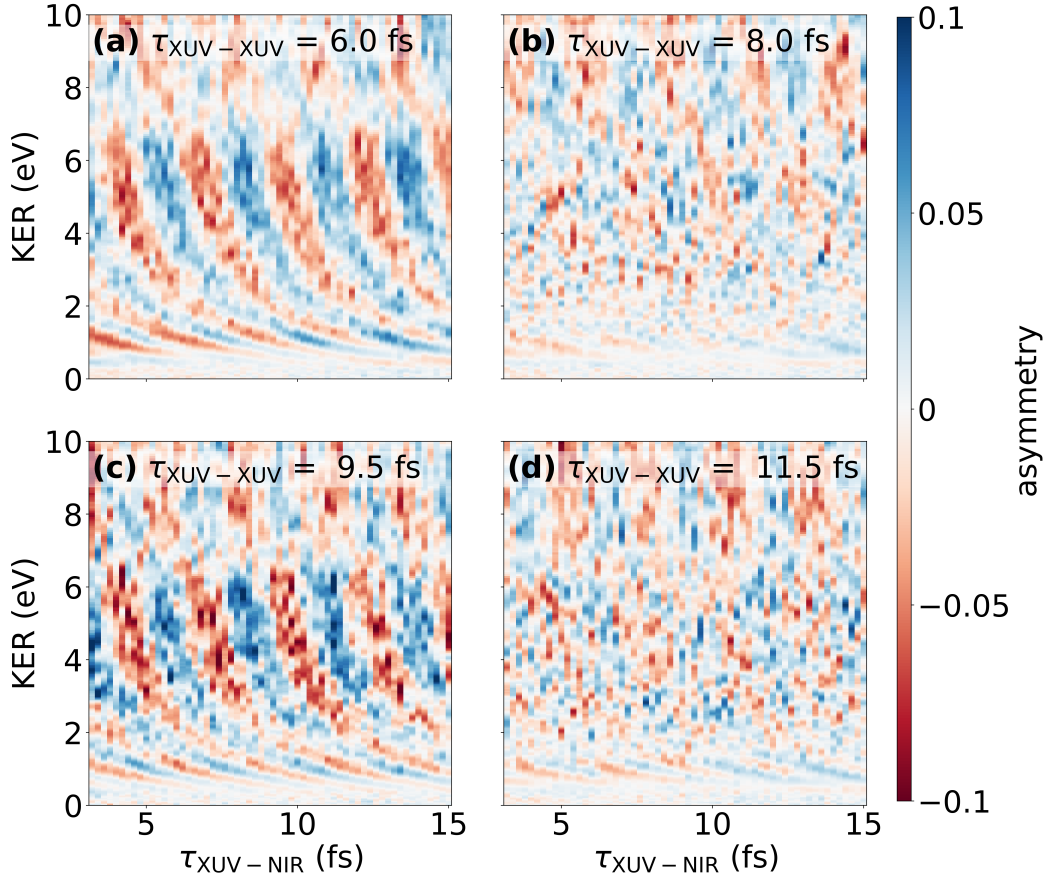 (a) τXUV−XUV = 6.0 fs
(b) τXUV−XUV = 8.0 fs
10
8
6
4
2
0
KER (eV)
5
10
15
(c) τXUV−XUV = 9.5 fs
(d) τXUV−XUV = 11.5 fs
10
8
6
4
2
0
KER (eV)
5
10
15
τXUV−NIR (fs)
5
10
15
τXUV−NIR (fs)
0.1
0.05
0
−0.05
−0.1
asymmetry